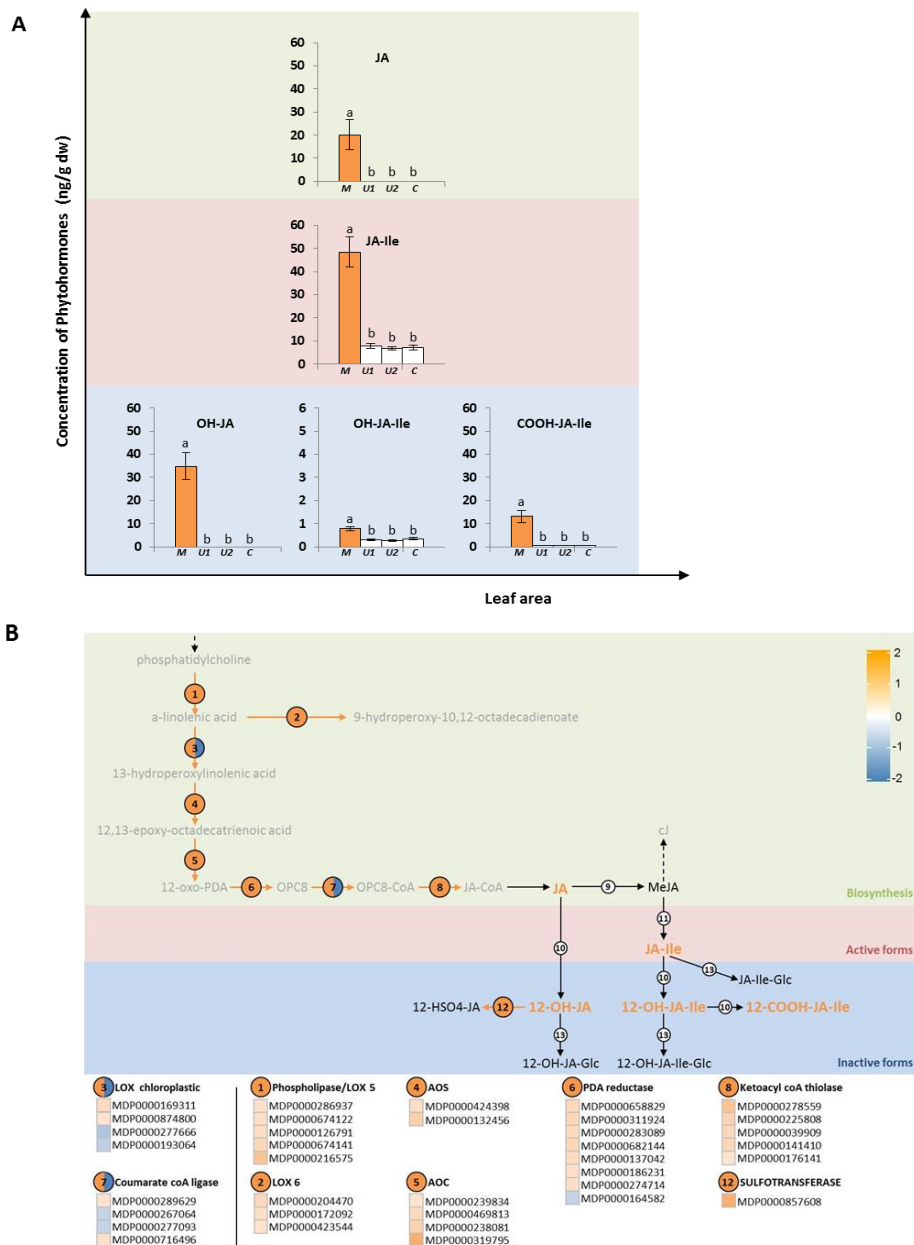 A
Concentration of Phytohormones (ng/g dw)
JA
60
50
40
30
20
10
0
a
b b b
M U1 U2 C
JA-Ile
60
50
40
30
20
10
0
a
b b b
M U1 U2 C
OH-JA
60
50
40
30
20
10
0
a
b b b
M U1 U2 C
OH-JA-Ile
6
5
4
3
2
1
0
a
b b b
M U1 U2 C
COOH-JA-Ile
60
50
40
30
20
10
0
a
b b b
M U1 U2 C
Leaf area
B
phosphatidylcholine
1
a-linolenic acid 2 9-hydroperoxy-10,12-octadecadienoate
3
13-hydroperoxylinolenic acid
4
12,13-epoxy-octadecatrienoic acid
5
12-oxo-PDA 6 OPC8 7 OPC8-CoA 8 JA-CoA JA 9 MeJA
cJ
2
1
0
-1
-2
Biosynthesis
11
10
JA-Ile
Active forms
10
13
JA-Ile-Glc
12-HSO4-JA 12 12-OH-JA 12-OH-JA-Ile 10 12-COOH-JA-Ile
13
13
12-OH-JA-Glc 12-OH-JA-Ile-Glc
Inactive forms
3 LOX chloroplastic
MDP0000169311
MDP0000874800
MDP0000277666
MDP0000193064
7 Coumarate coA ligase
MDP0000289629
MDP0000267064
MDP0000277093
MDP0000716496
1 Phospholipase/LOX 5
MDP0000286937
MDP0000674122
MDP0000126791
MDP0000674141
MDP0000216575
2 LOX 6
MDP0000204470
MDP0000172092
MDP0000423544
4 AOS
MDP0000424398
MDP0000132456
5 AOC
MDP0000239834
MDP0000469813
MDP0000238081
MDP0000319795
6 PDA reductase
MDP0000658829
MDP0000311924
MDP0000283089
MDP0000682144
MDP0000137042
MDP0000186231
MDP0000274714
MDP0000164582
8 Ketoacyl coA thiolase
MDP0000278559
MDP0000225808
MDP0000039909
MDP0000141410
MDP0000176141
12 SULFOTRANSFERASE
MDP0000857608